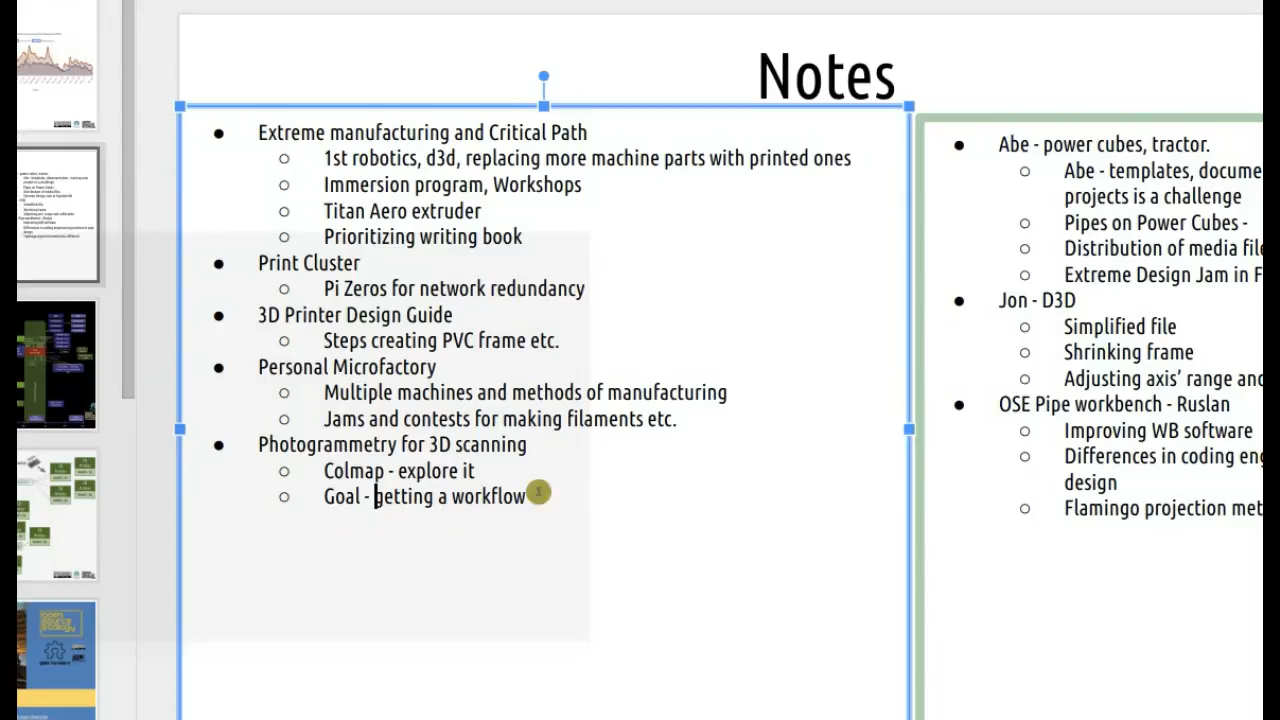 Notes
● Extreme manufacturing and Critical Path
○ 1st robotics, d3d, replacing more machine parts with printed ones
○ Immersion program, Workshops
○ Titan Aero extruder
○ Prioritizing writing book
● Print Cluster
○ Pi Zeros for network redundancy
● 3D Printer Design Guide
○ Steps creating PVC frame etc.
● Personal Microfactory
○ Multiple machines and methods of manufacturing
○ Jams and contests for making filaments etc.
● Photogrammetry for 3D scanning
○ Colmap - explore it
○ Goal - getting a workflow
● Abe - power cubes, tractor.
○ Abe - templates, docume
projects is a challenge
○ Pipes on Power Cubes -
○ Distribution of media file
○ Extreme Design Jam in F
● Jon - D3D
○ Simplified file
○ Shrinking frame
○ Adjusting axis' range and
● OSE Pipe workbench - Ruslan
○ Improving WB software
○ Differences in coding eng
design
○ Flamingo projection met
open
source
ecology